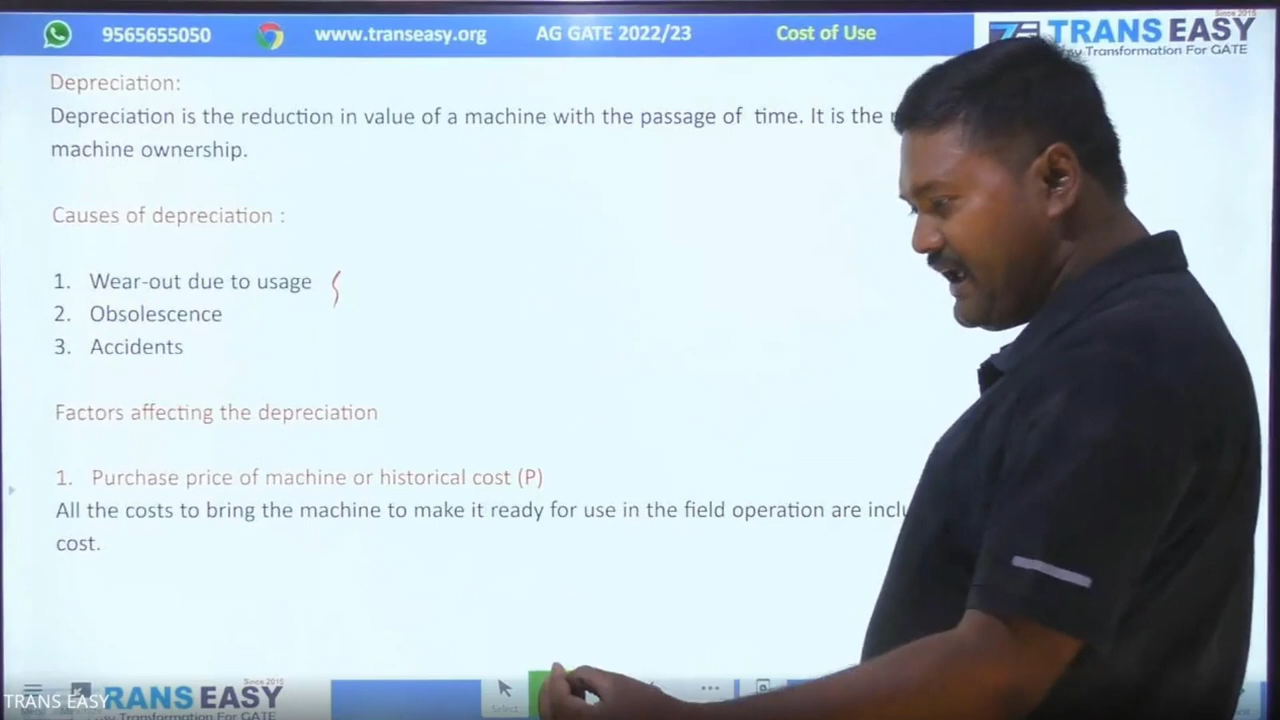 9565655050 www.transeasy.org AG GATE 2022/23 Cost of Use
Since 2015
TRANS EASY
Easy Transformation For GATE
Depreciation:
Depreciation is the reduction in value of a machine with the passage of time. It is the
machine ownership.
Causes of depreciation :
1. Wear-out due to usage
2. Obsolescence
3. Accidents
Factors affecting the depreciation
1. Purchase price of machine or historical cost (P)
All the costs to bring the machine to make it ready for use in the field operation are
cost.
Since 2015
TRANS EASY
Transformation For GATE
TRANS EASY
Select